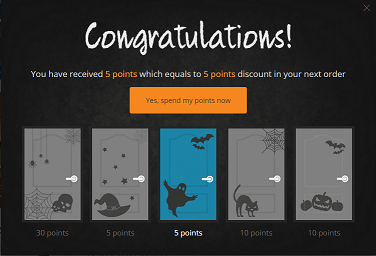 Congratulations!
You have received 5 points which equals to 5 points discount in your next order
Yes, spend my points now
30 points 5 points 5 points 10 points 10 points